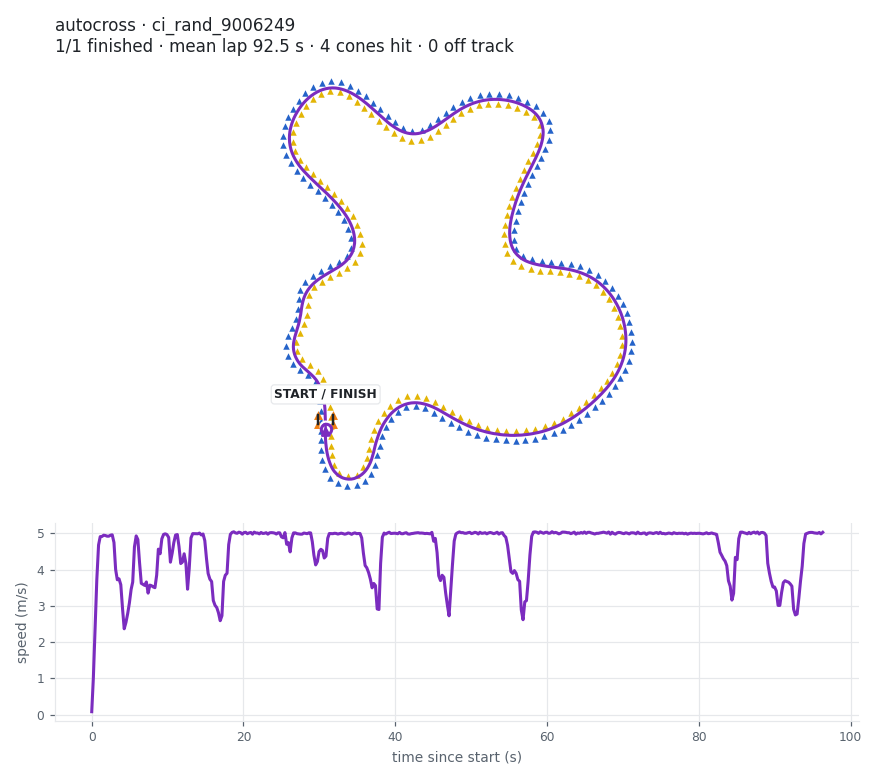 autocross · ci_rand_9006249
1/1 finished · mean lap 92.5 s · 4 cones hit · 0 off track
START / FINISH
5
4
3
2
1
0
speed (m/s)
0 20 40 60 80 100
time since start (s)